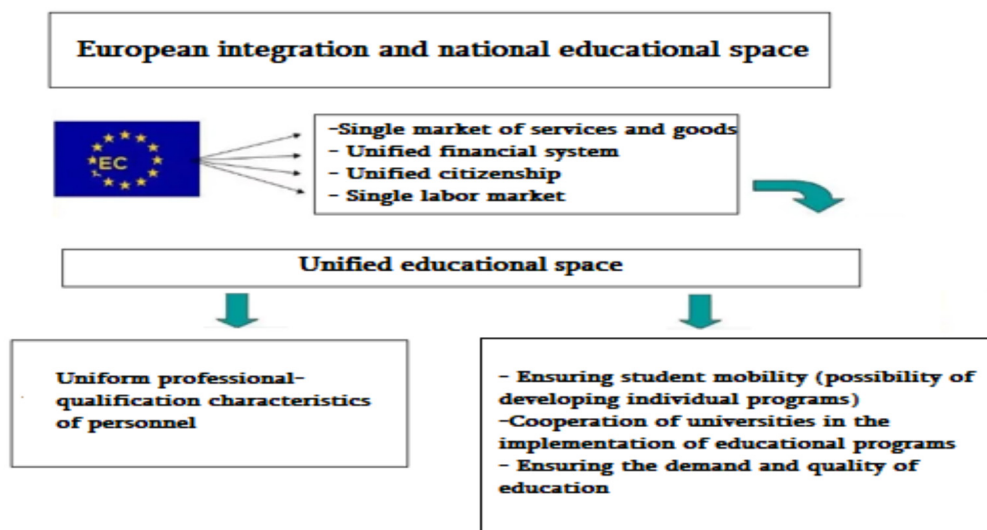 European integration and national educational space
EC
-Single market of services and goods
- Unified financial system
- Unified citizenship
- Single labor market
Unified educational space
Uniform professional-
qualification characteristics
of personnel
- Ensuring student mobility (possibility of
developing individual programs)
-Cooperation of universities in the
implementation of educational programs
- Ensuring the demand and quality of
education